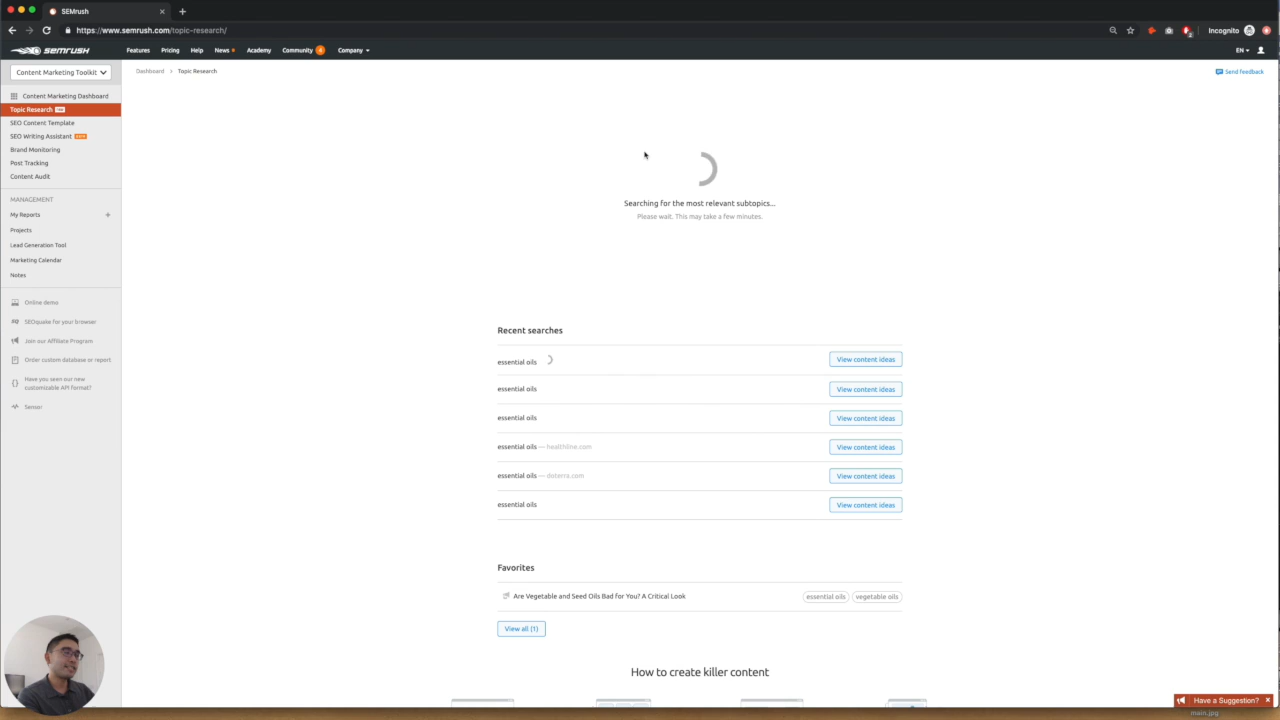 SEMrush
https://www.semrush.com/topic-research/
Incognito
SEMRUSH
Features Pricing Help News Academy Community 4 Company
EN
Content Marketing Toolkit
Dashboard > Topic Research
Send Feedback
Content Marketing Dashboard
Topic Research
SEO Content Template
SEO Writing Assistant BETA
Brand Monitoring
Post Tracking
Content Audit
MANAGEMENT
My Reports +
Projects
Lead Generation Tool
Marketing Calendar
Notes
Online demo
SEOquake for your browser
Join our Affiliate Program
Order custom database or report
Have you seen our new
customizable API format?
Sensor
Searching for the most relevant subtopics...
Please wait. This may take a few minutes.
Recent searches
essential oils View content ideas
essential oils View content ideas
essential oils View content ideas
essential oils — healthline.com View content ideas
essential oils — doterra.com View content ideas
essential oils View content ideas
Favorites
Are Vegetable and Seed Oils Bad for You? A Critical Look essential oils vegetable oils
View all (1)
How to create killer content
Have a Suggestion? ×
main.jpg